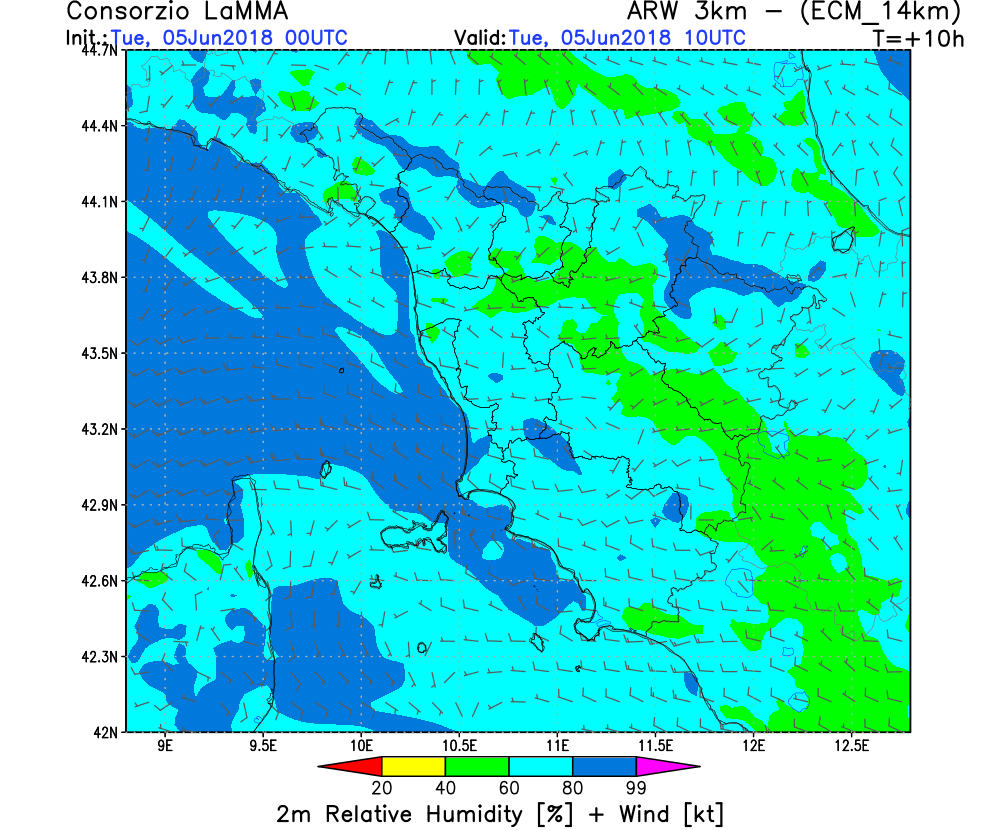 Consorzio LaMMA ARW 3km – (ECM_14km)
Init.:Tue, 05Jun2018 00UTC Valid:Tue, 05Jun2018 10UTC T=+10h
44.7N
44.4N
44.1N
43.8N
43.5N
43.2N
42.9N
42.6N
42.3N
42N
9E 9.5E 10E 10.5E 11E 11.5E 12E 12.5E
20 40 60 80 99
2m Relative Humidity [%] + Wind [kt]